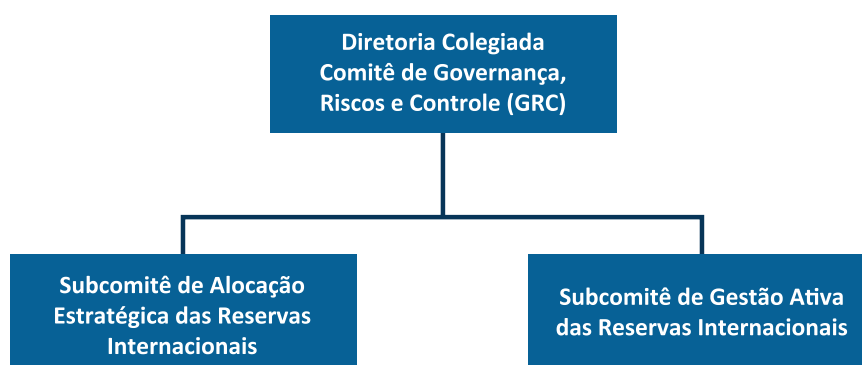 Diretoria Colegiada
Comitê de Governança,
Riscos e Controle (GRC)
Subcomitê de Alocação
Estratégica das Reservas
Internacionais
Subcomitê de Gestão Ativa
das Reservas Internacionais